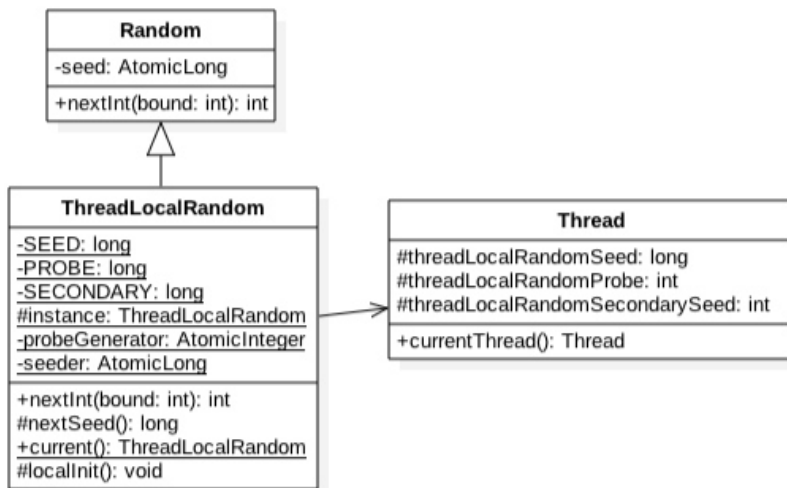 Random
-seed: AtomicLong
+nextInt(bound: int): int
ThreadLocalRandom
-SEED: long
-PROBE: long
-SECONDARY: long
#instance: ThreadLocalRandom
-probeGenerator: AtomicInteger
-seeder: AtomicLong
+nextInt(bound: int): int
#nextSeed(): long
+current(): ThreadLocalRandom
#localInit(): void
Thread
#threadLocalRandomSeed: long
#threadLocalRandomProbe: int
#threadLocalRandomSecondarySeed: int
+currentThread(): Thread